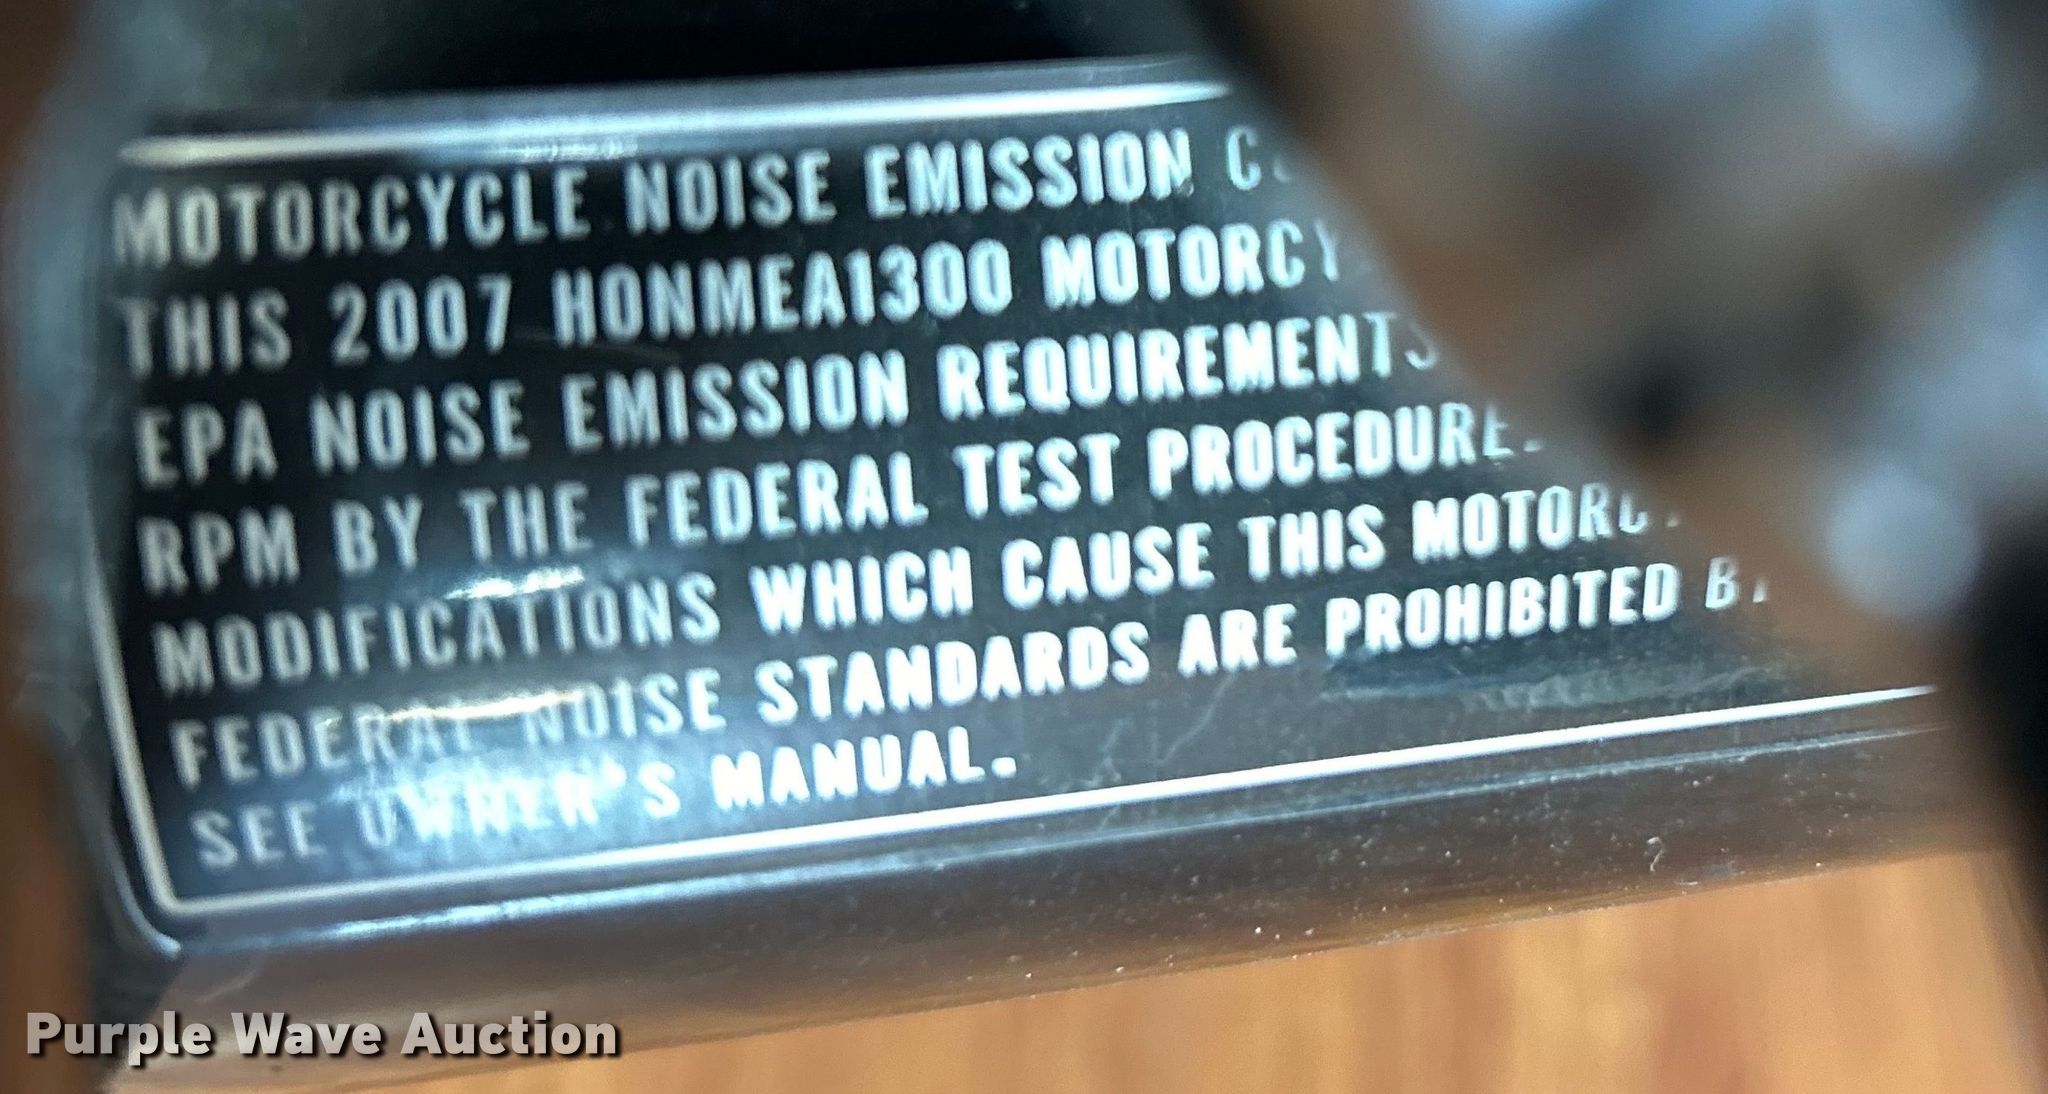 MOTORCYCLE NOISE EMISSION
THIS 2007 HONMEA1300
EPA NOISE EMISSION REQUIREMENTS
RPM BY THE FEDERAL TEST PROCEDURE.
MODIFICATIONS WHICH CAUSE THIS
FEDERAL NOISE STANDARDS ARE PROHIBITED
SEE OWNER'S MANUAL.
Purple Wave Auction